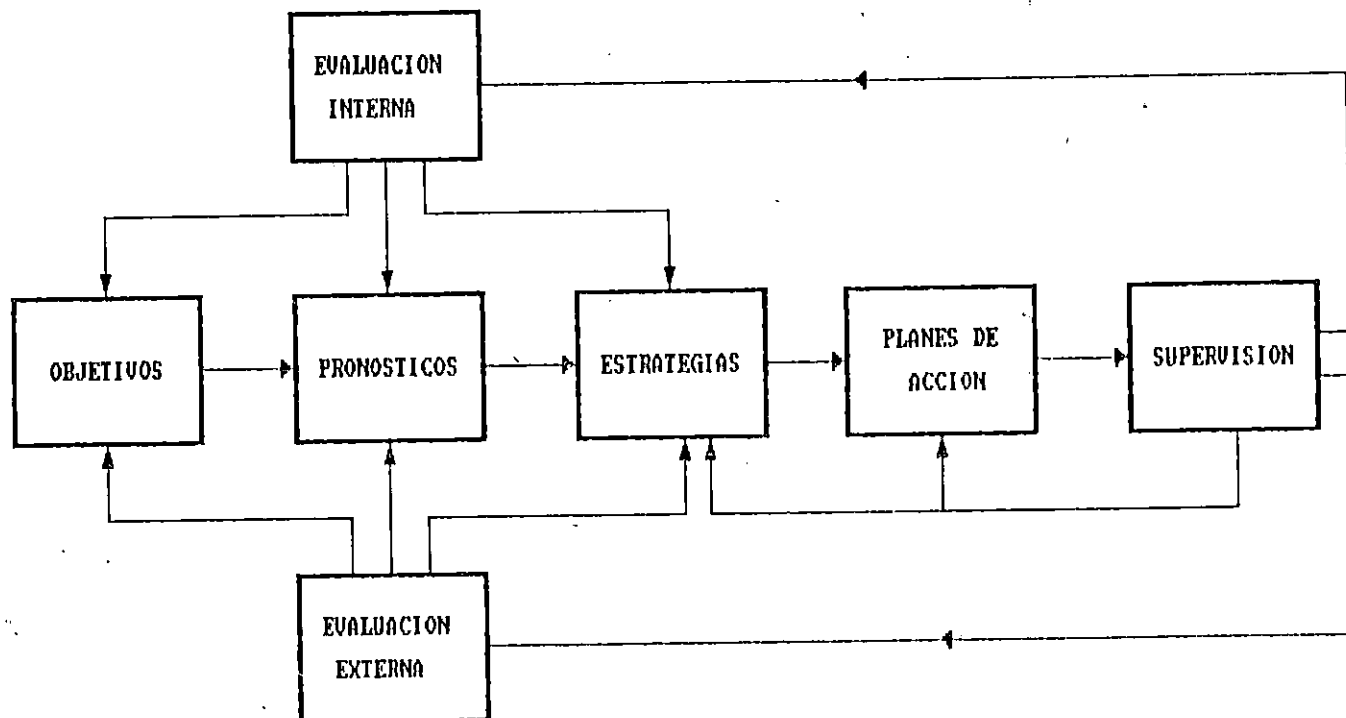 EVALUACION
INTERNA
OBJETIVOS
PRONOSTICOS
ESTRATEGIAS
PLANES DE
ACCION
SUPERVISION
EVALUACION
EXTERNA